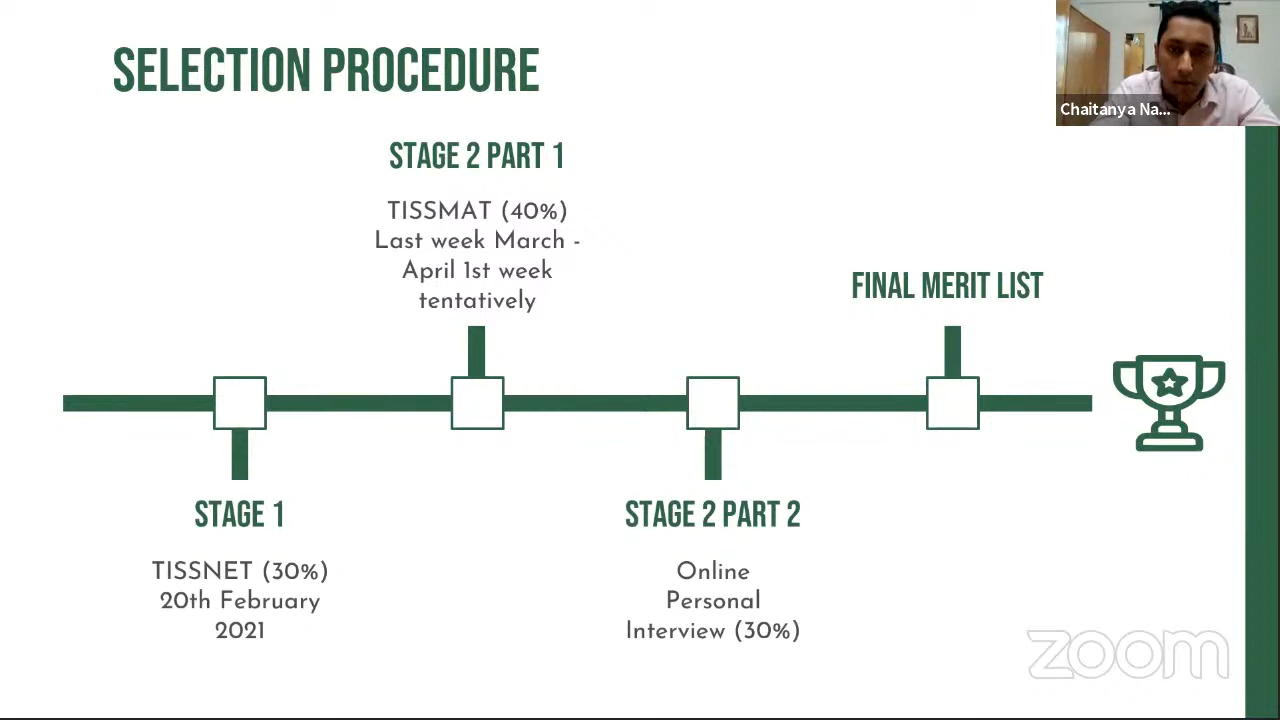 SELECTION PROCEDURE
Chaitanya Na...
STAGE 2 PART 1
TISSMAT (40%)
Last week March -
April 1st week
tentatively
FINAL MERIT LIST
STAGE 1
TISSNET (30%)
20th February
2021
STAGE 2 PART 2
Online
Personal
Interview (30%)
zoom